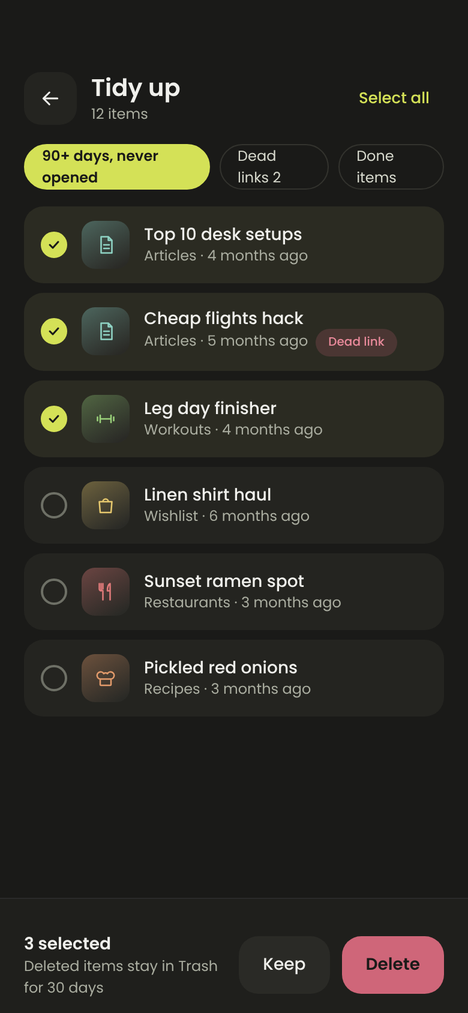 Tidy up
12 items
Select all
90+ days, never
opened
Dead
links 2
Done
items
Top 10 desk setups
Articles · 4 months ago
Cheap flights hack
Articles · 5 months ago
Dead link
Leg day finisher
Workouts · 4 months ago
Linen shirt haul
Wishlist · 6 months ago
Sunset ramen spot
Restaurants · 3 months ago
Pickled red onions
Recipes · 3 months ago
3 selected
Deleted items stay in Trash
for 30 days
Keep
Delete